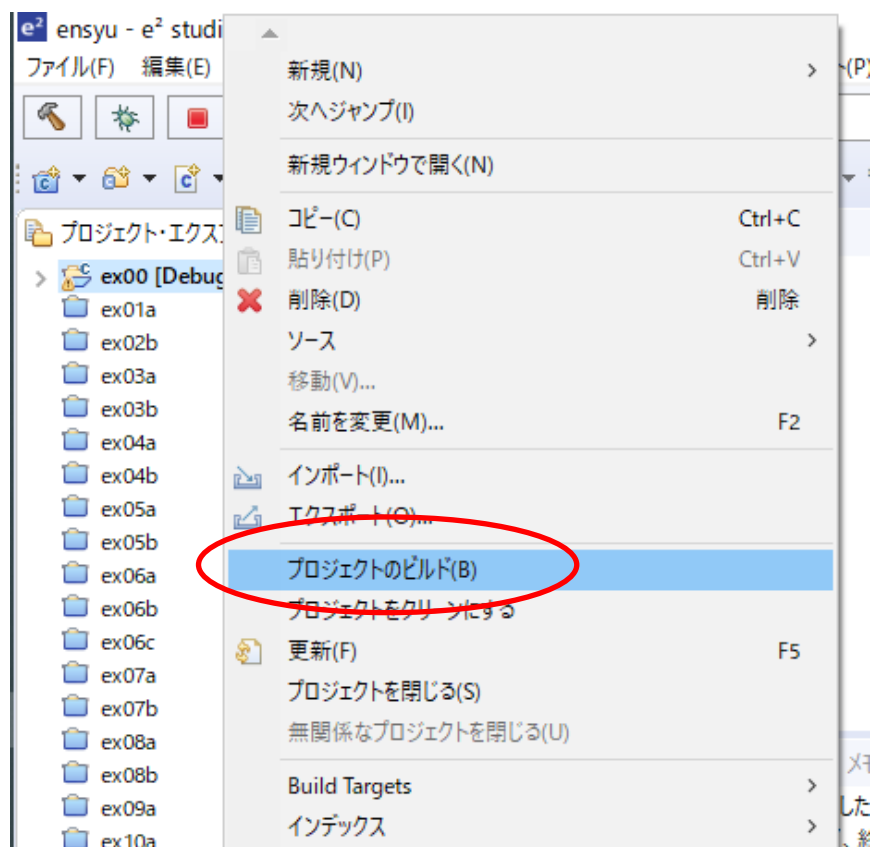 e² ensyu - e² studi
ファイル(F) 編集(E)
(P)
プロジェクト・エクス
ex00 [Debug
ex01a
ex02b
ex03a
ex03b
ex04a
ex04b
ex05a
ex05b
ex06a
ex06b
ex06c
ex07a
ex07b
ex08a
ex08b
ex09a
ex10a
新規(N)
次へジャンプ(I)
新規ウィンドウで開く(N)
コピー(C) Ctrl+C
貼り付け(P) Ctrl+V
削除(D) 削除
ソース
移動(V)...
名前を変更(M)... F2
インポート(I)...
エクスポート(O)...
プロジェクトのビルド(B)
プロジェクトをクリーンにする
更新(F) F5
プロジェクトを閉じる(S)
無関係なプロジェクトを閉じる(U)
Build Targets
インデックス
した